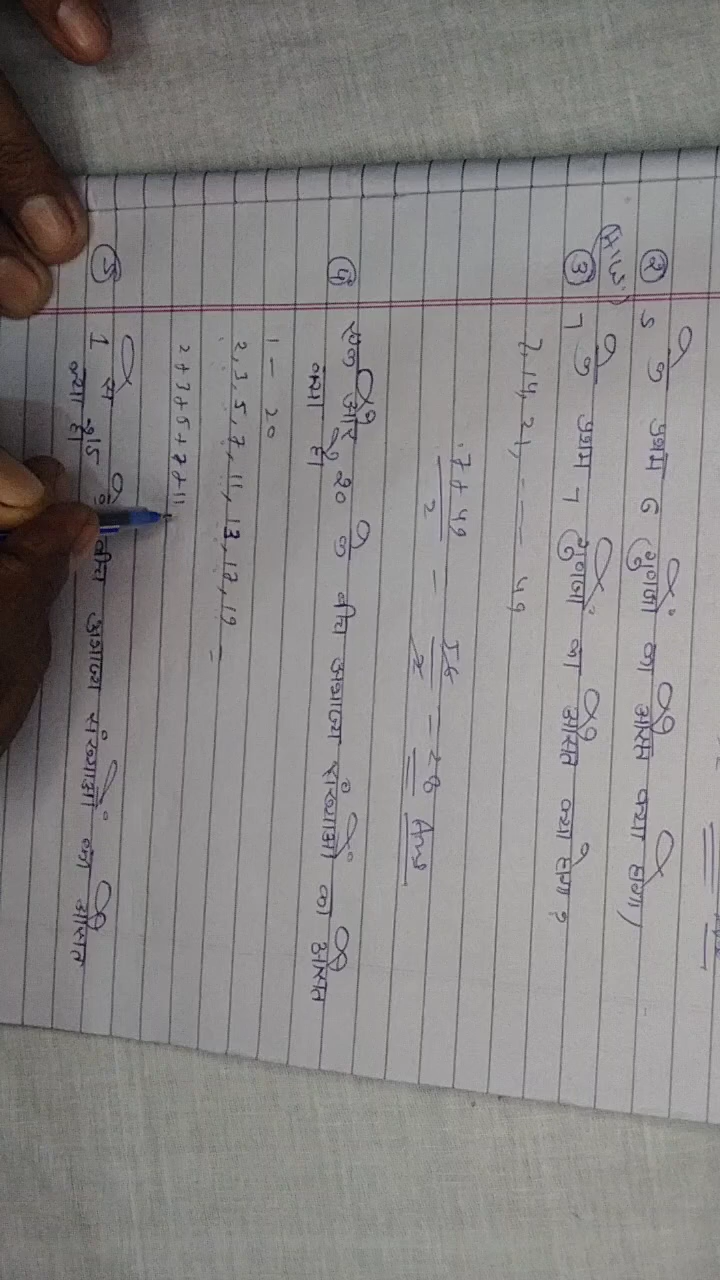 ② 5 के प्रथम 6 गुणजों का औसत क्या होगा)
③ 7 के प्रथम 7 गुणजों का औसत क्या होगा?
7, 14, 21, - - - 49
7+49/2 = 56/2 = 28 Ans
④ एक और २० के बीच अभाज्य संख्याओं का औसत
क्या है।
1 - 20
2, 3, 5, 7, 11, 13, 17, 19 -
2+3+5+7+11
⑤ 1 से के बीच अभाज्य संख्याओं का औसत
क्या है।